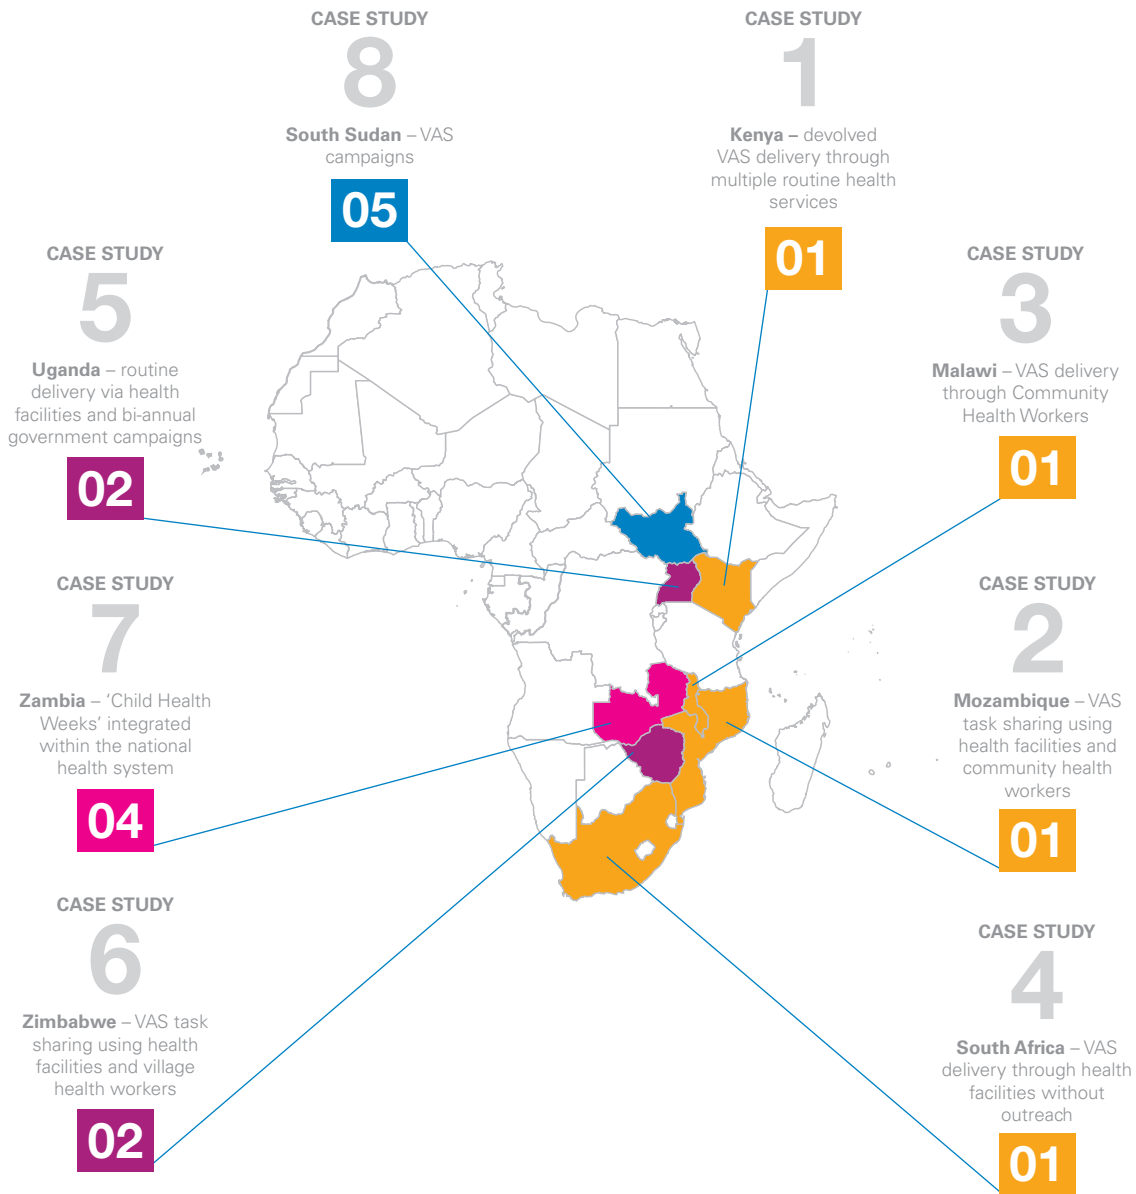 CASE STUDY
8
South Sudan – VAS
campaigns
05
CASE STUDY
1
Kenya – devolved
VAS delivery through
multiple routine health
services
01
CASE STUDY
5
Uganda – routine
delivery via health
facilities and bi-annual
government campaigns
02
CASE STUDY
3
Malawi – VAS delivery
through Community
Health Workers
01
CASE STUDY
7
Zambia – ‘Child Health
Weeks’ integrated
within the national
health system
04
CASE STUDY
2
Mozambique – VAS
task sharing using
health facilities and
community health
workers
01
CASE STUDY
6
Zimbabwe – VAS task
sharing using health
facilities and village
health workers
02
CASE STUDY
4
South Africa – VAS
delivery through health
facilities without
outreach
01